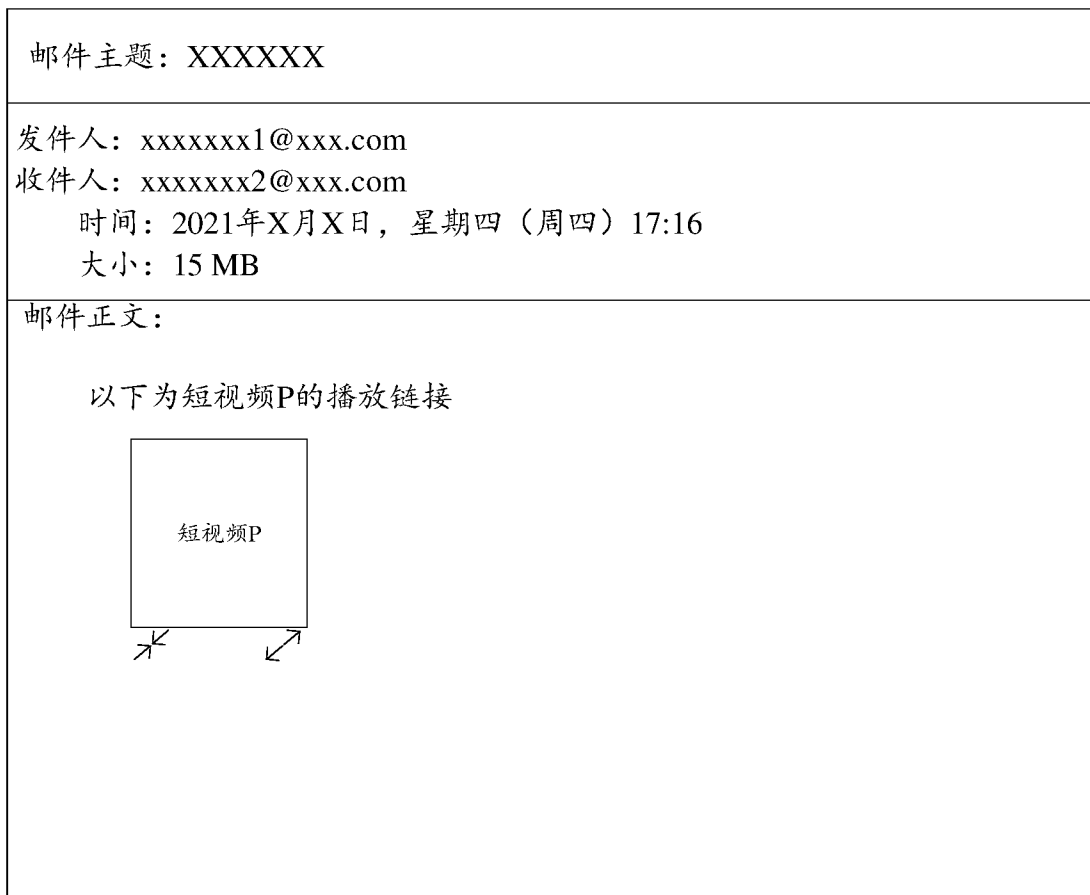 邮件主题：XXXXXX
发件人：xxxxxxx1@xxx.com
收件人：xxxxxxx2@xxx.com
时间：2021年X月X日，星期四（周四）17:16
大小：15 MB
邮件正文：
以下为短视频P的播放链接
短视频P